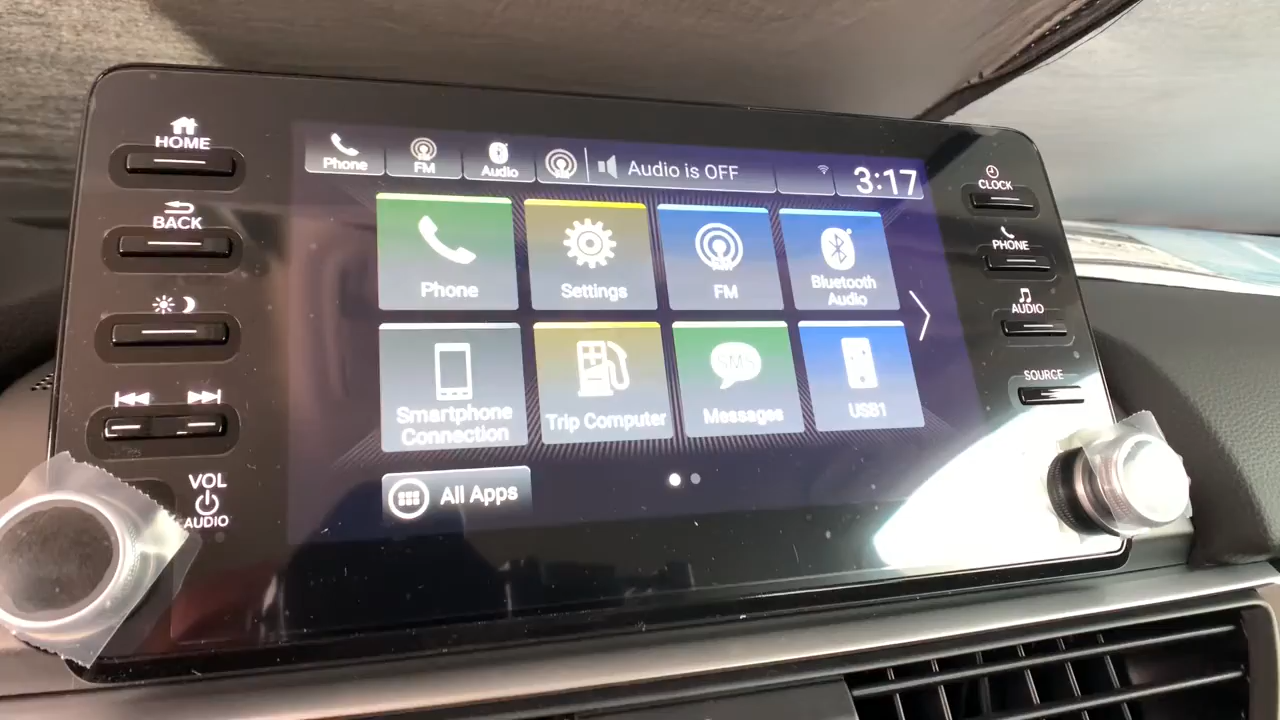 HOME
BACK
VOL
AUDIO
Phone
FM
Audio
Audio is OFF
3:17
Phone
Settings
FM
Bluetooth
Audio
Smartphone
Connection
Trip Computer
SMS
Messages
USB1
All Apps
CLOCK
PHONE
AUDIO
SOURCE